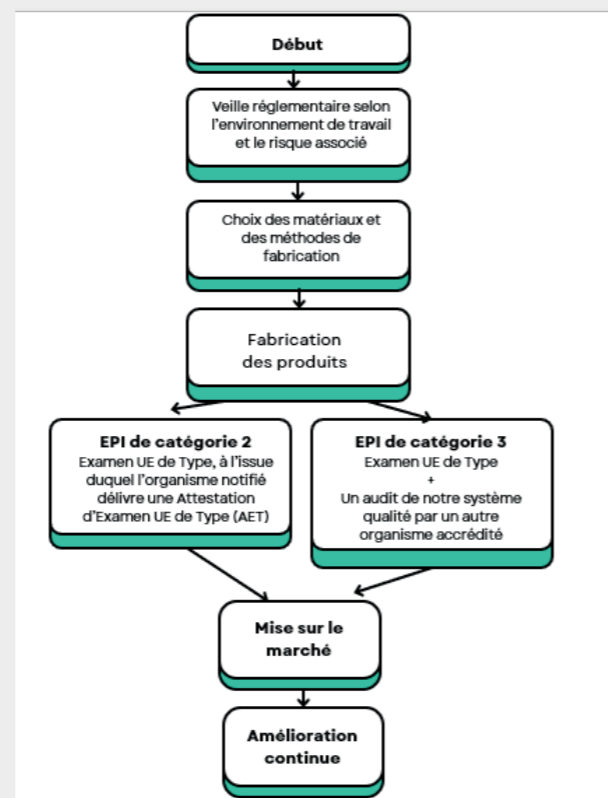 Début
Veille réglementaire selon
l'environnement de travail
et le risque associé
Choix des matériaux et
des méthodes de
fabrication
Fabrication
des produits
EPI de catégorie 2
Examen UE de Type, à l'issue
duquel l'organisme notifié
délivre une Attestation
d'Examen UE de Type (AET)
EPI de catégorie 3
Examen UE de Type
+
Un audit de notre système
qualité par un autre
organisme accrédité
Mise sur le
marché
Amélioration
continue